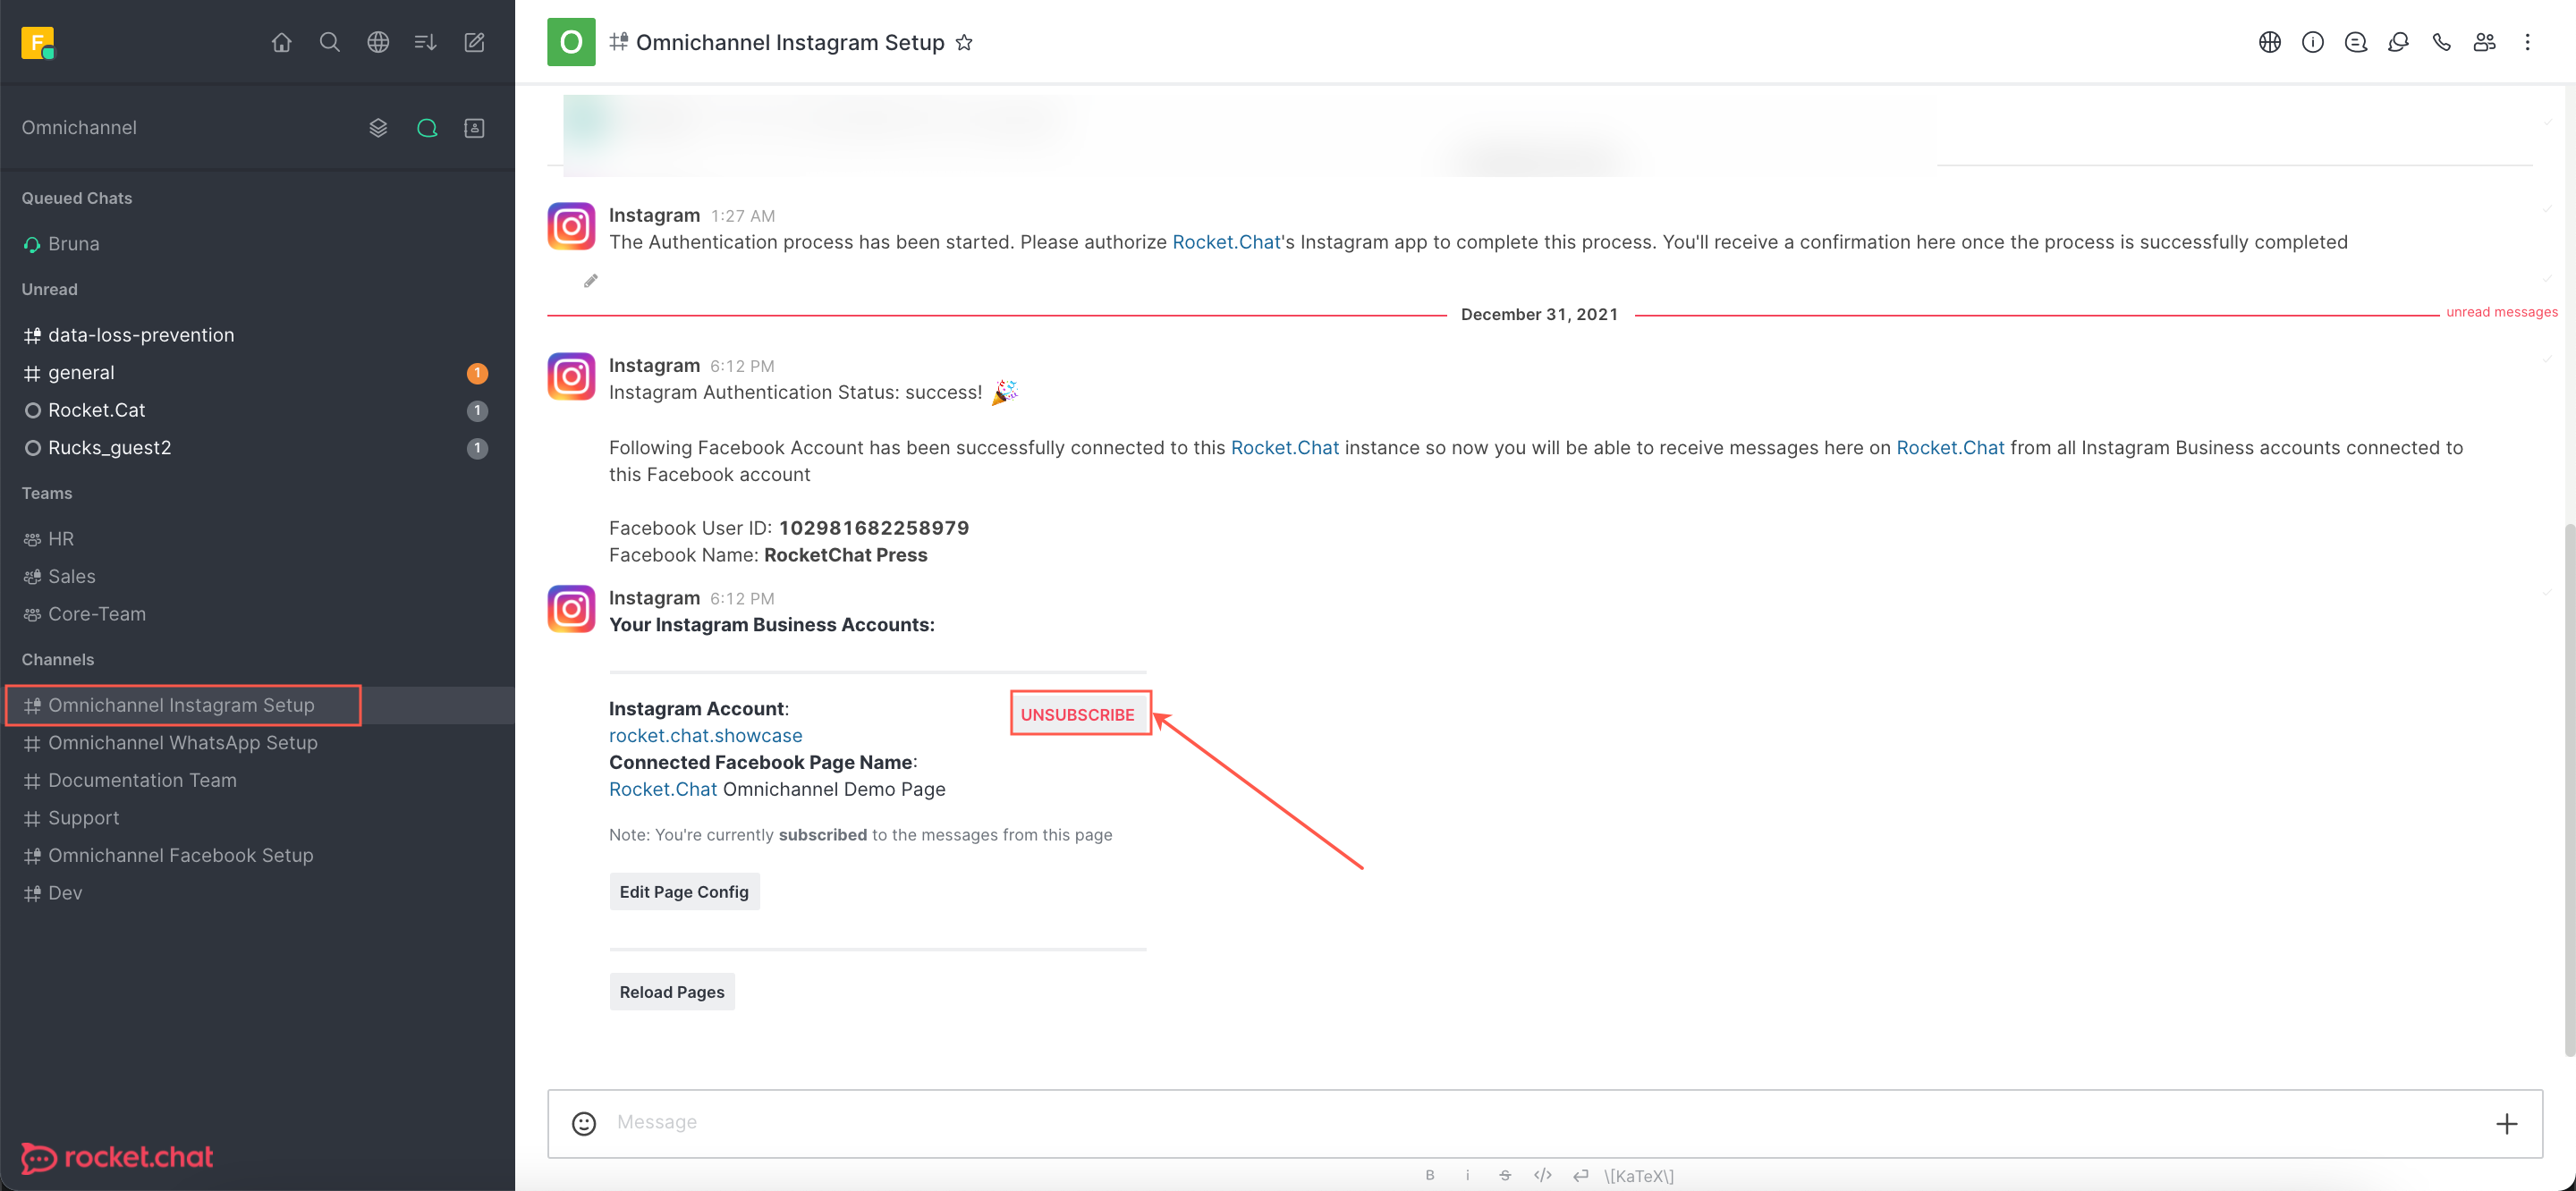 F
Omnichannel
Queued Chats
Bruna
Unread
data-loss-prevention
general 1
Rocket.Cat 1
Rucks_guest2 1
Teams
HR
Sales
Core-Team
Channels
Omnichannel Instagram Setup
Omnichannel WhatsApp Setup
Documentation Team
Support
Omnichannel Facebook Setup
Dev
rocket.chat
O Omnichannel Instagram Setup
Instagram 1:27 AM
The Authentication process has been started. Please authorize Rocket.Chat's Instagram app to complete this process. You'll receive a confirmation here once the process is successfully completed
December 31, 2021
unread messages
Instagram 6:12 PM
Instagram Authentication Status: success!
Following Facebook Account has been successfully connected to this Rocket.Chat instance so now you will be able to receive messages here on Rocket.Chat from all Instagram Business accounts connected to
this Facebook account
Facebook User ID: 102981682258979
Facebook Name: RocketChat Press
Instagram 6:12 PM
Your Instagram Business Accounts:
Instagram Account:
UNSUBSCRIBE
rocket.chat.showcase
Connected Facebook Page Name:
Rocket.Chat Omnichannel Demo Page
Note: You're currently subscribed to the messages from this page
Edit Page Config
Reload Pages
Message
B i S </> \[KaTeX\]